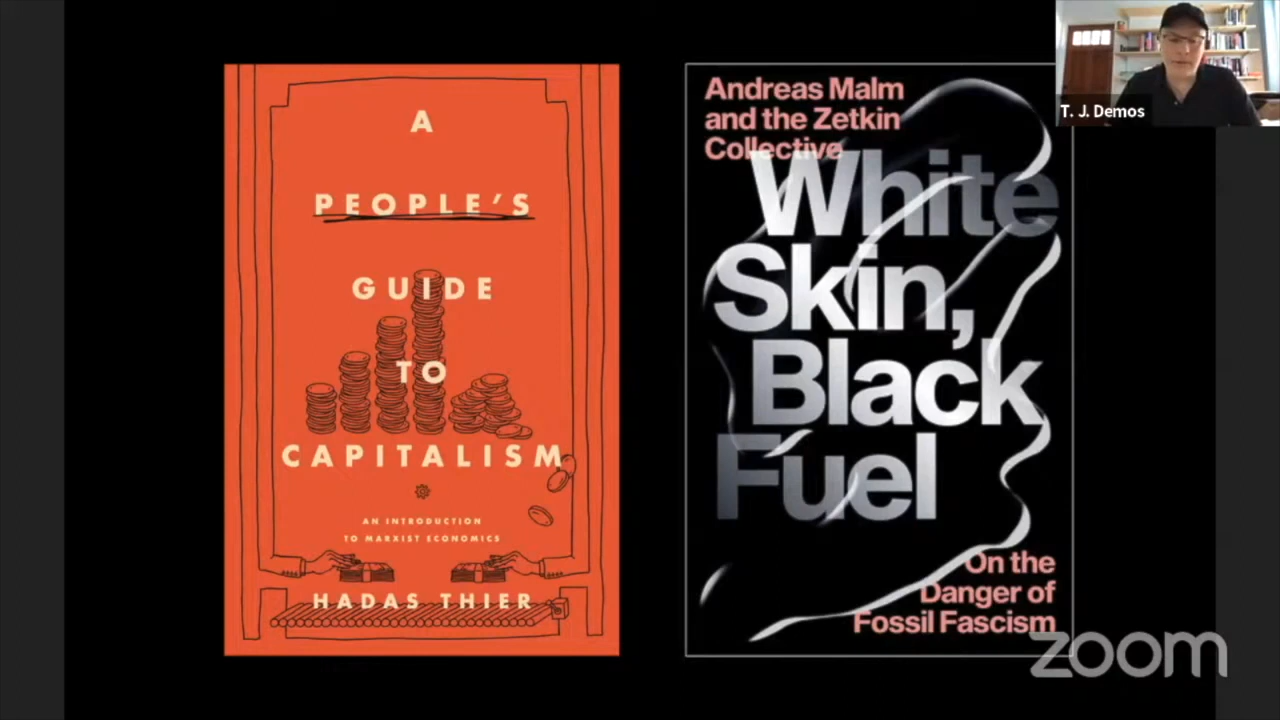 A
PEOPLE'S
GUIDE
TO
CAPITALISM
AN INTRODUCTION
TO MARXIST ECONOMICS
HADAS THIER
Andreas Malm
and the Zetkin
Collective
White
Skin,
Black
Fuel
On the
Danger of
Fossil Fascism
T. J. Demos
zoom